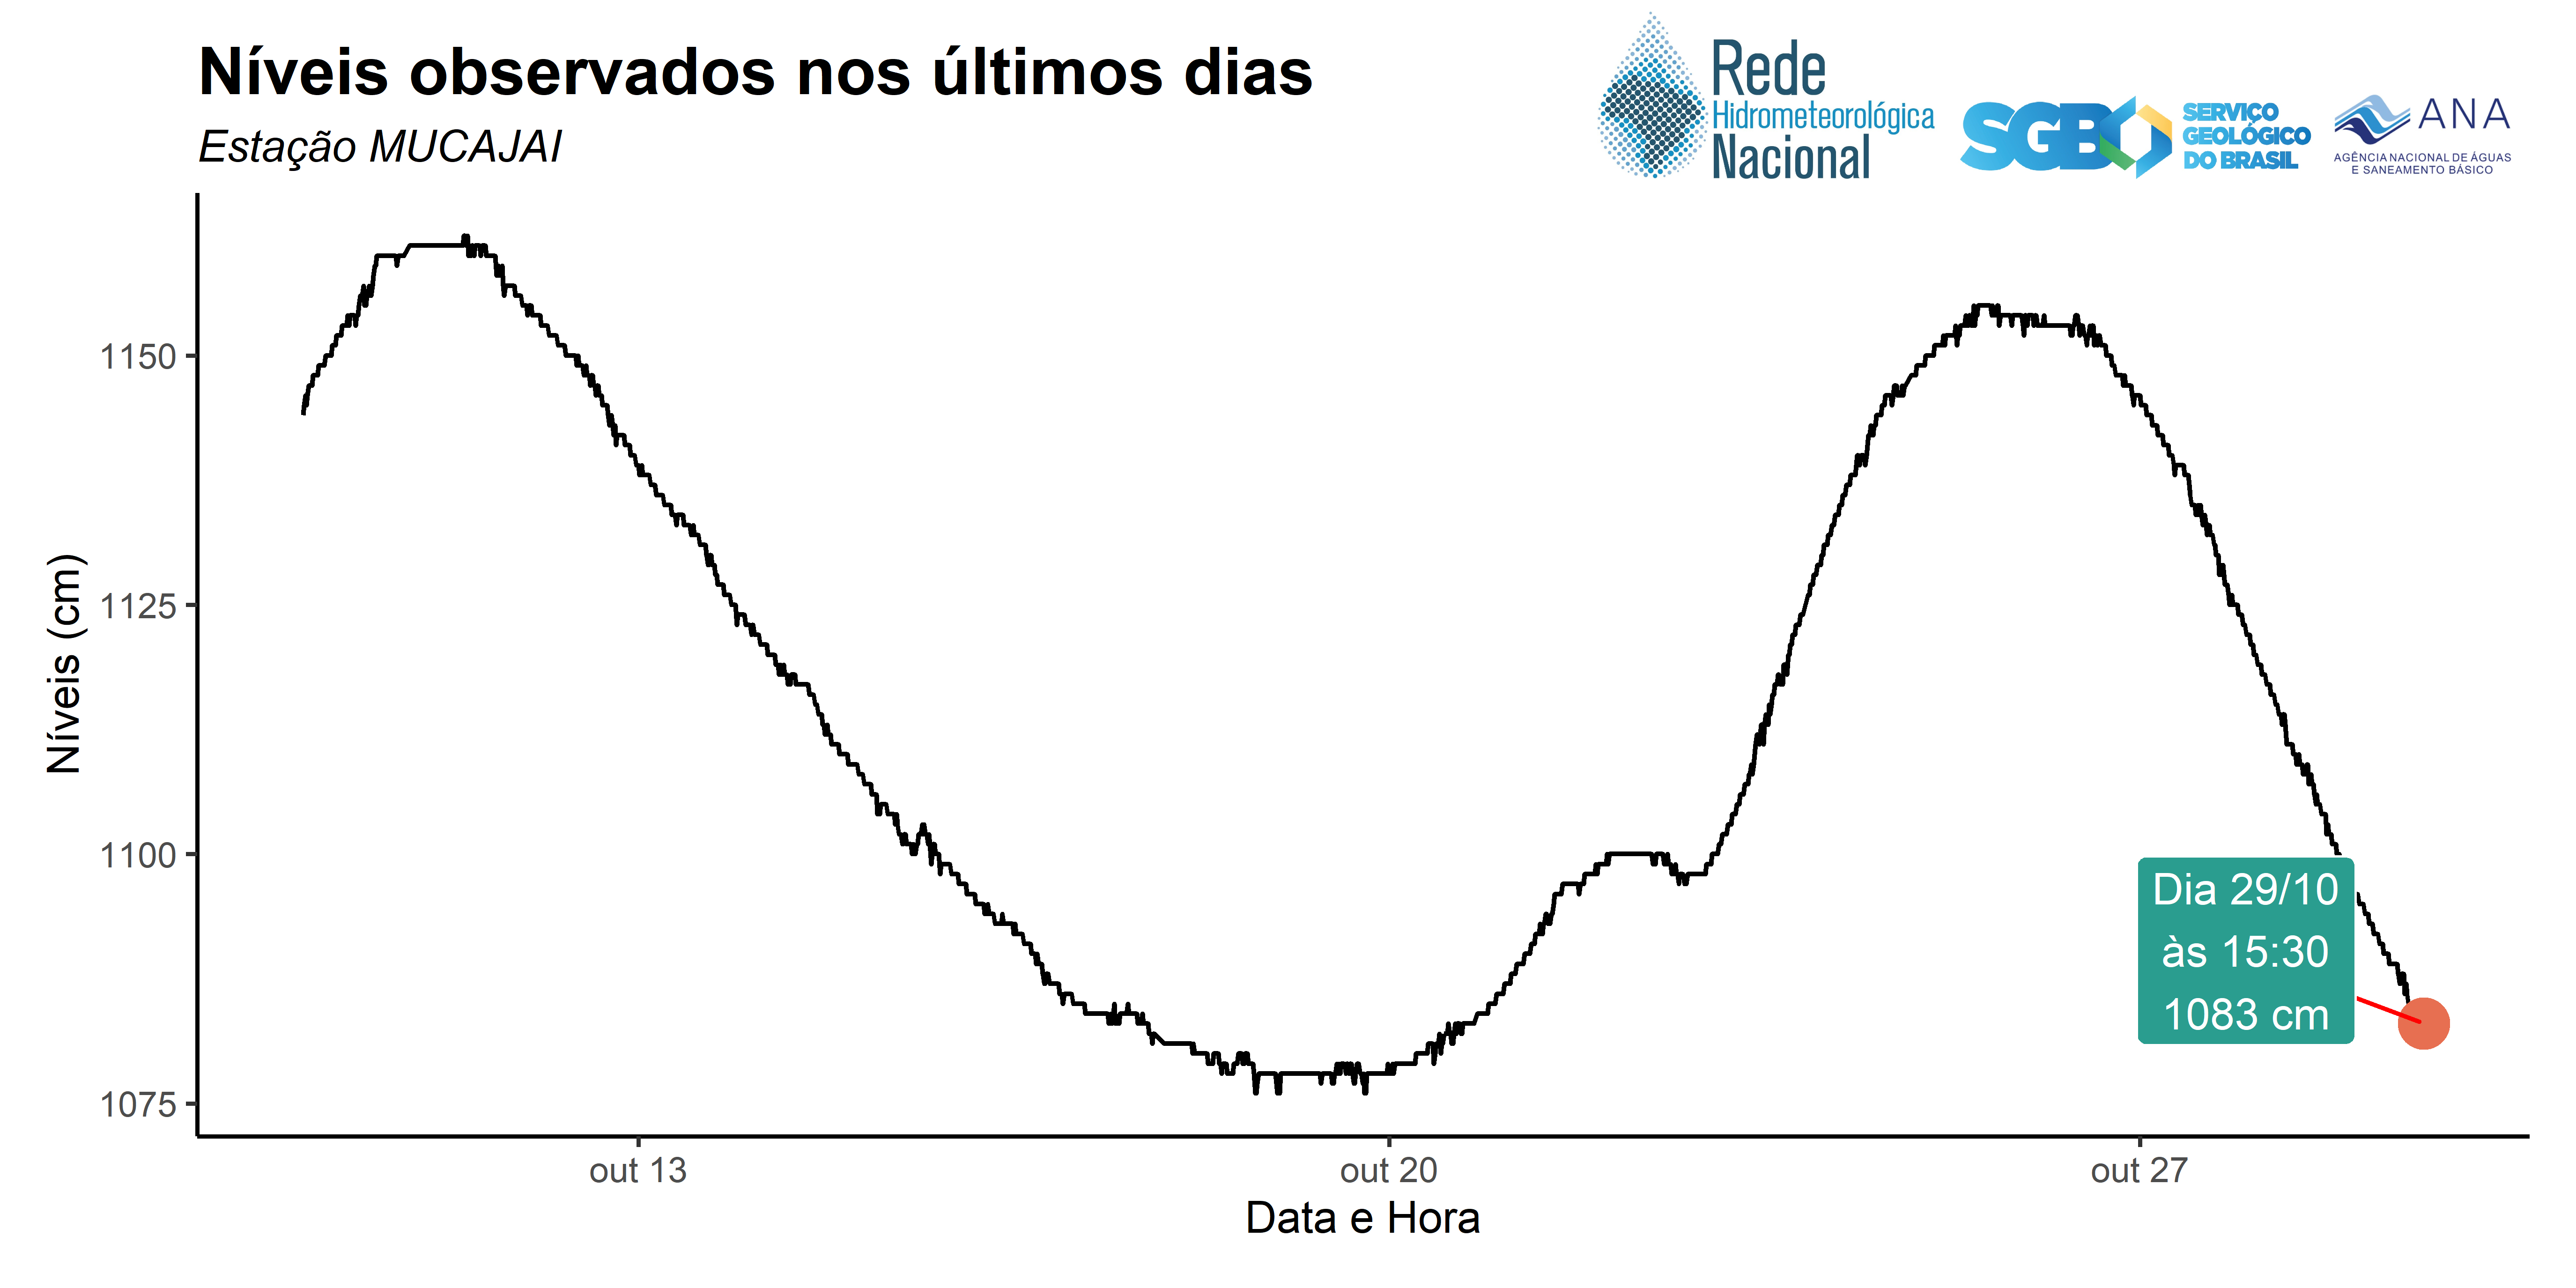 Níveis observados nos últimos dias
Estação MUCAJAI
Rede
Hidrometeorológica
Nacional
SGB
SERVIÇO
GEOLÓGICO
DO BRASIL
ANA
AGÊNCIA NACIONAL DE ÁGUAS
E SANEAMENTO BÁSICO
Níveis (cm)
1150
1125
1100
1075
Dia 29/10
às 15:30
1083 cm
out 13
out 20
out 27
Data e Hora